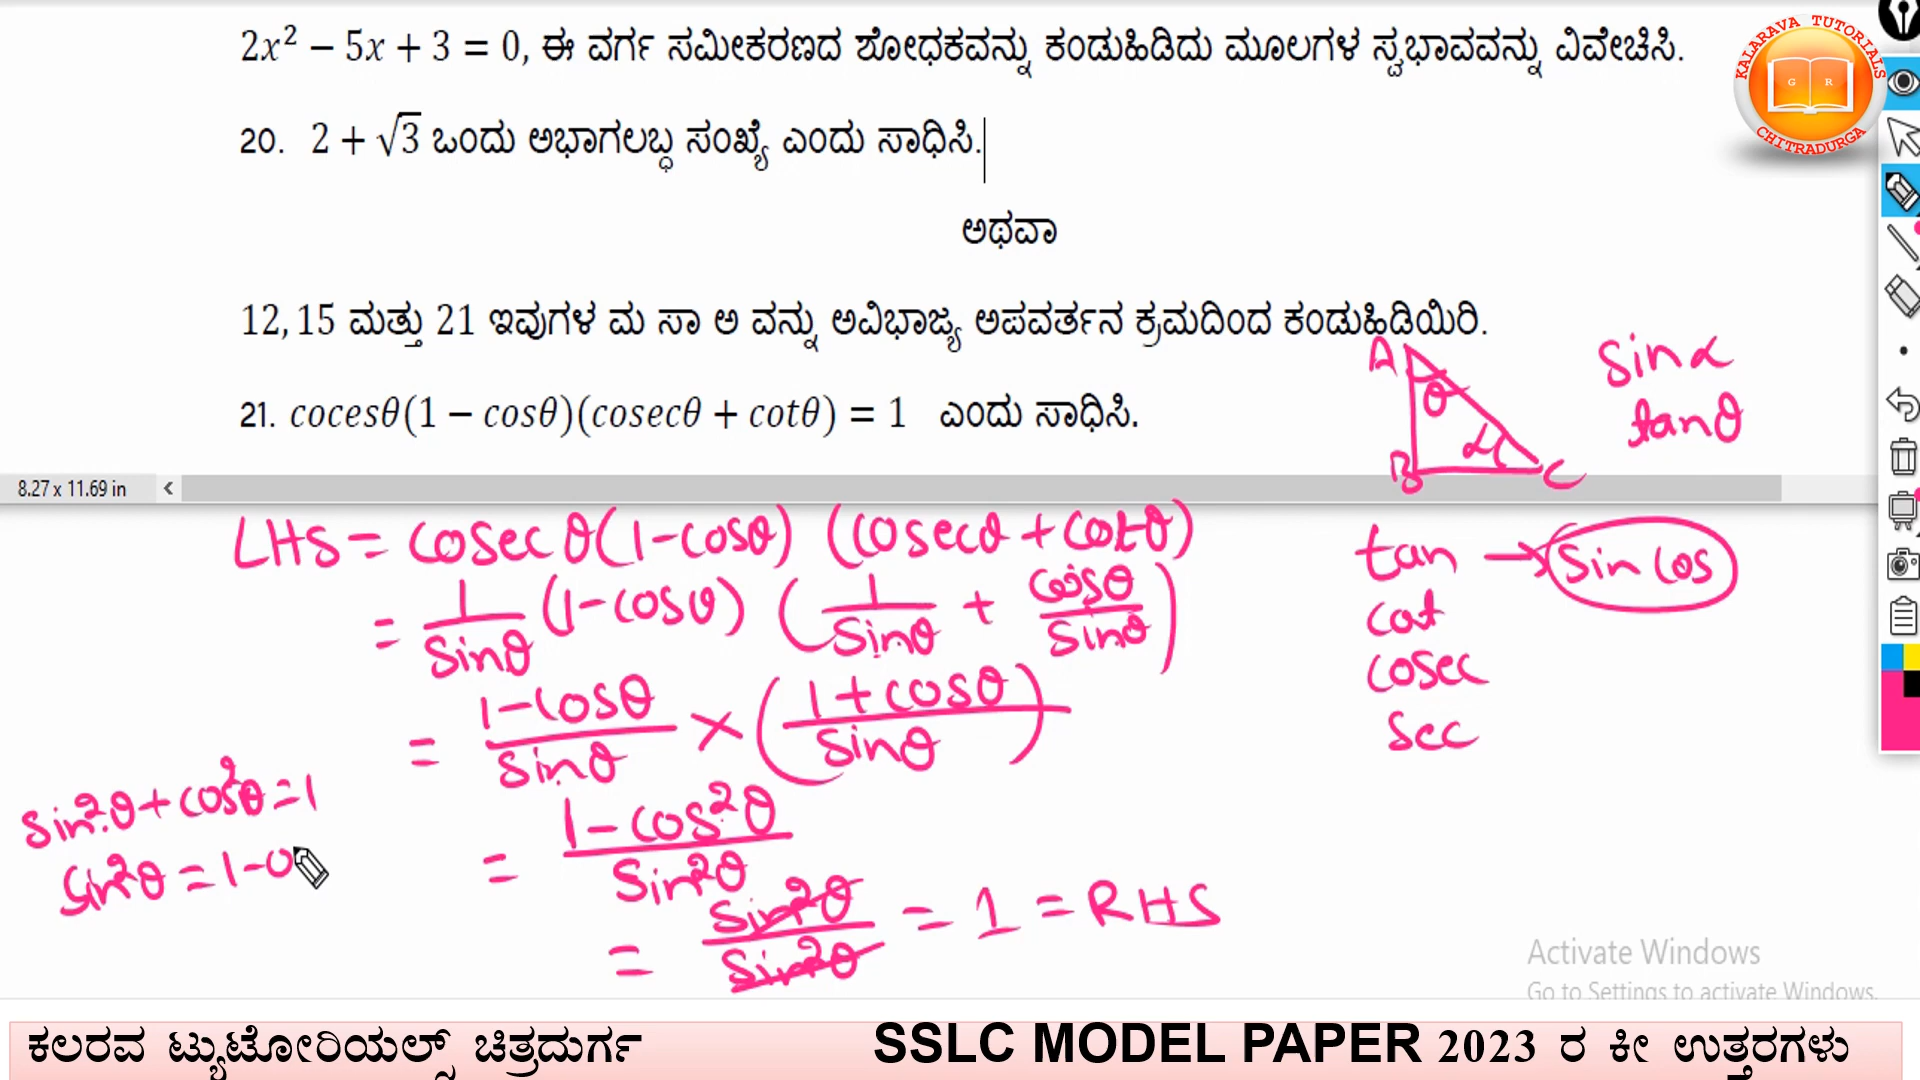 2x² − 5x + 3 = 0, ಈ ವರ್ಗ ಸಮೀಕರಣದ ಶೋಧಕವನ್ನು ಕಂಡುಹಿಡಿದು ಮೂಲಗಳ ಸ್ವಭಾವವನ್ನು ವಿವೇಚಿಸಿ.
KALARAVA TUTORIALS
G R
CHITRADURGA
20. 2 + √3 ಒಂದು ಅಭಾಗಲಬ್ಧ ಸಂಖ್ಯೆ ಎಂದು ಸಾಧಿಸಿ.
ಅಥವಾ
12, 15 ಮತ್ತು 21 ಇವುಗಳ ಮ ಸಾ ಅ ವನ್ನು ಅವಿಭಾಜ್ಯ ಅಪವರ್ತನ ಕ್ರಮದಿಂದ ಕಂಡುಹಿಡಿಯಿರಿ.
21. cocesθ(1 − cosθ)(cosecθ + cotθ) = 1 ಎಂದು ಸಾಧಿಸಿ.
A θ B α C
sin α
tan θ
8.27 x 11.69 in
LHS = cosec θ(1-cosθ) (cosecθ + cotθ)
= 1/sinθ (1-cosθ) (1/sinθ + cosθ/sinθ)
= 1-cosθ/sinθ × (1+cosθ/sinθ)
= 1-cos²θ/sin²θ
= sin²θ/sin²θ = 1 = RHS
sin²θ + cos²θ = 1
sin²θ = 1-
tan → sin cos
cot
cosec
sec
Activate Windows
Go to Settings to activate Windows.
ಕಲರವ ಟ್ಯುಟೋರಿಯಲ್ಸ್ ಚಿತ್ರದುರ್ಗ SSLC MODEL PAPER 2023 ರ ಕೀ ಉತ್ತರಗಳು